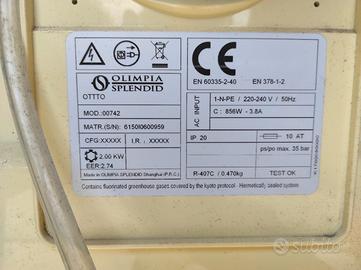 OLIMPIA
SPLENDID
OTTTO
MOD.:00742
MATR.(S/N): 6150I0600959
CFG:XXXXX
I.R. : XXXXX
2.00 KW
EER:2.74
Made in OLIMPIA SPLENDID Shanghai (P.R.C.)
CE
EN 60335-2-40 EN 378-1-2
AC INPUT
1-N-PE / 220-240 V / 50Hz
C : 856W - 3.8A
IP 20
10 AT
ps/po max. 35 bar
R-407C / 0.470kg
TEST OK
Contains fluorinated greenhouse gases covered by the kyoto protocol - Hermetically sealed system
subito